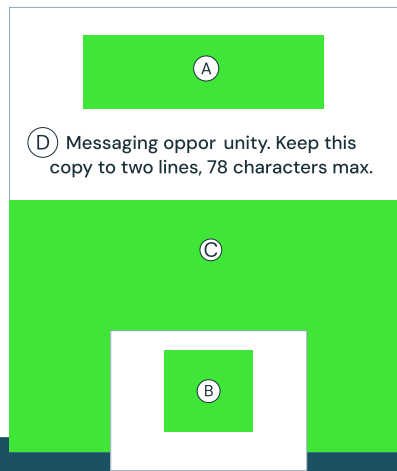 A
D Messaging oppor unity. Keep this
copy to two lines, 78 characters max.
C
B